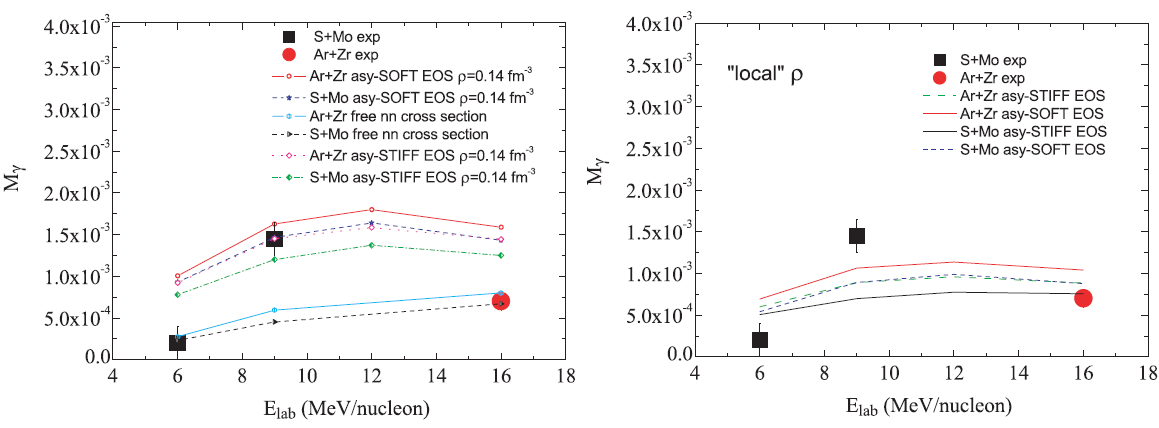 4.0x10⁻³
3.5x10⁻³
3.0x10⁻³
2.5x10⁻³
2.0x10⁻³
1.5x10⁻³
1.0x10⁻³
5.0x10⁻⁴
0.0
Mγ
S+Mo exp
Ar+Zr exp
Ar+Zr asy-SOFT EOS ρ=0.14 fm⁻³
S+Mo asy-SOFT EOS ρ=0.14 fm⁻³
Ar+Zr free nn cross section
S+Mo free nn cross section
Ar+Zr asy-STIFF EOS ρ=0.14 fm⁻³
S+Mo asy-STIFF EOS ρ=0.14 fm⁻³
4 6 8 10 12 14 16 18
E_lab (MeV/nucleon)
4.0x10⁻³
3.5x10⁻³
3.0x10⁻³
2.5x10⁻³
2.0x10⁻³
1.5x10⁻³
1.0x10⁻³
5.0x10⁻⁴
0.0
Mγ
"local" ρ
S+Mo exp
Ar+Zr exp
Ar+Zr asy-STIFF EOS
Ar+Zr asy-SOFT EOS
S+Mo asy-STIFF EOS
S+Mo asy-SOFT EOS
4 6 8 10 12 14 16 18
E_lab (MeV/nucleon)